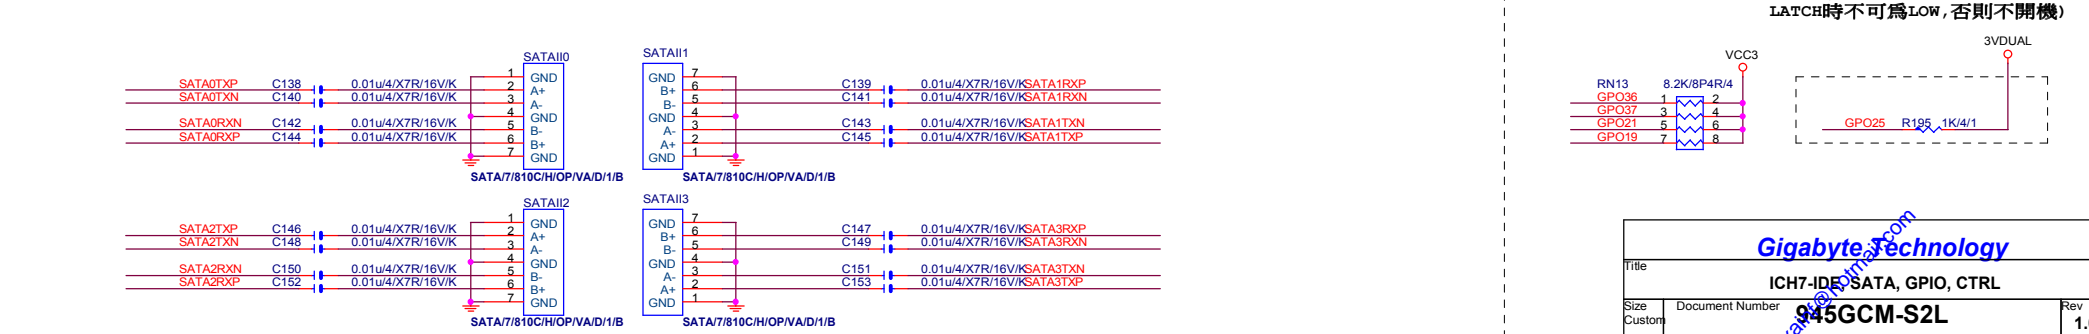 LATCH時不可爲LOW,否則不開機)
SATAII0
SATA0TXP C138 0.01u/4/X7R/16V/K 1 GND
SATA0TXN C140 0.01u/4/X7R/16V/K 2 A+
3 A-
4 GND
SATA0RXN C142 0.01u/4/X7R/16V/K 5 B-
SATA0RXP C144 0.01u/4/X7R/16V/K 6 B+
7 GND
SATA/7/810C/H/OP/VA/D/1/B
SATAII1
GND 7
B+ 6 C139 0.01u/4/X7R/16V/K SATA1RXP
B- 5 C141 0.01u/4/X7R/16V/K SATA1RXN
GND 4
A- 3 C143 0.01u/4/X7R/16V/K SATA1TXN
A+ 2 C145 0.01u/4/X7R/16V/K SATA1TXP
GND 1
SATA/7/810C/H/OP/VA/D/1/B
SATAII2
1 GND
SATA2TXP C146 0.01u/4/X7R/16V/K 2 A+
SATA2TXN C148 0.01u/4/X7R/16V/K 3 A-
4 GND
SATA2RXN C150 0.01u/4/X7R/16V/K 5 B-
SATA2RXP C152 0.01u/4/X7R/16V/K 6 B+
7 GND
SATA/7/810C/H/OP/VA/D/1/B
SATAII3
GND 7
B+ 6 C147 0.01u/4/X7R/16V/K SATA3RXP
B- 5 C149 0.01u/4/X7R/16V/K SATA3RXN
GND 4
A- 3 C151 0.01u/4/X7R/16V/K SATA3TXN
A+ 2 C153 0.01u/4/X7R/16V/K SATA3TXP
GND 1
SATA/7/810C/H/OP/VA/D/1/B
VCC3
RN13 8.2K/8P4R/4
GPO36 1 2
GPO37 3 4
GPO21 5 6
GPO19 7 8
3VDUAL
GPO25 R195 1K/4/1
Gigabyte Technology
Title
ICH7-IDE SATA, GPIO, CTRL
Size
Custom
Document Number
945GCM-S2L
Rev
@hotmail.com